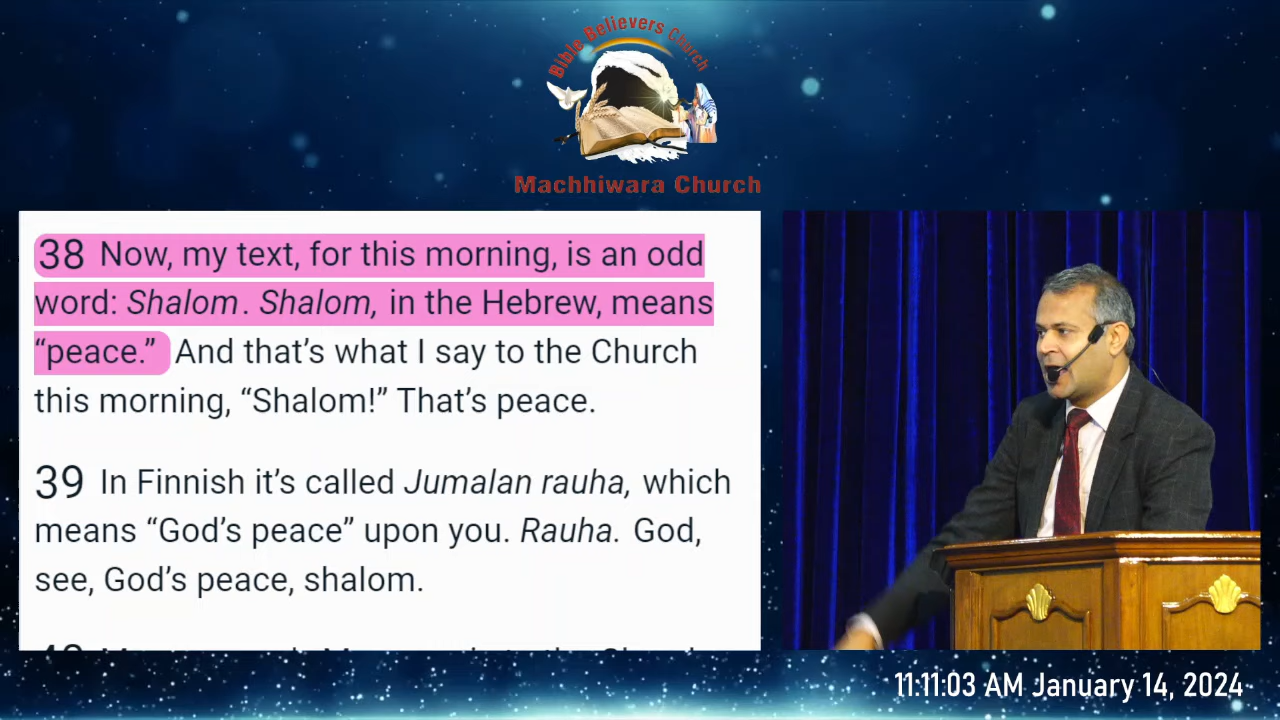 Bible Believers Church
Machhiwara Church
38 Now, my text, for this morning, is an odd
word: Shalom. Shalom, in the Hebrew, means
“peace.” And that’s what I say to the Church
this morning, “Shalom!” That’s peace.
39 In Finnish it’s called Jumalan rauha, which
means “God’s peace” upon you. Rauha. God,
see, God’s peace, shalom.
11:11:03 AM January 14, 2024